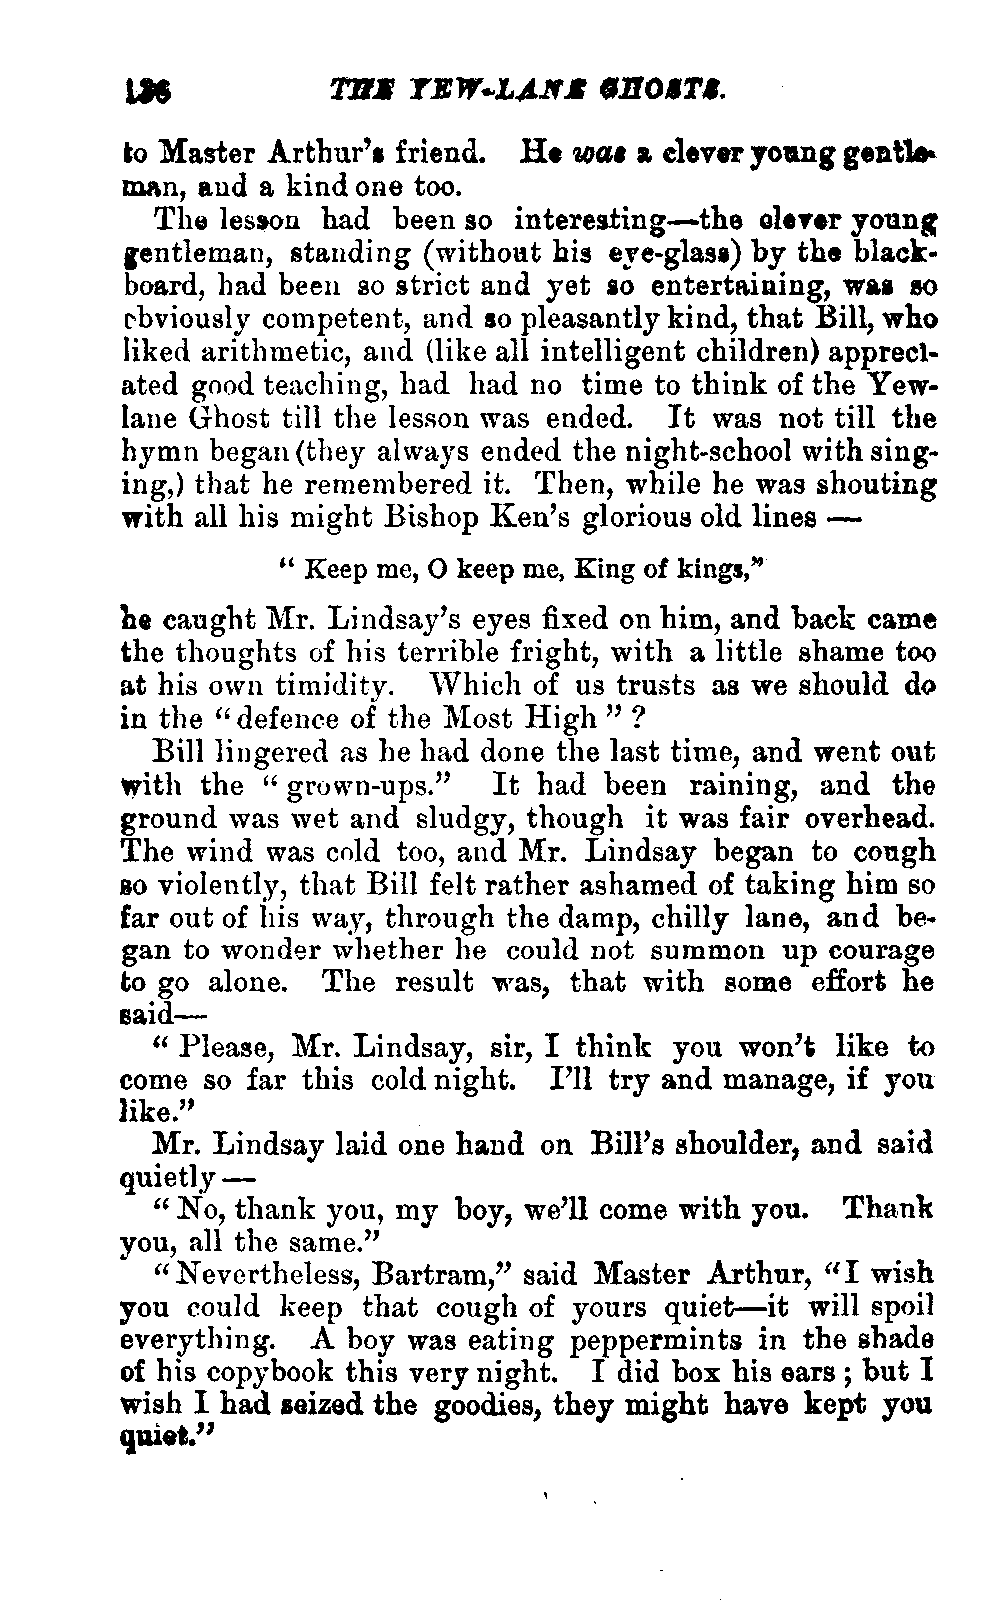 136 THE YEW-LANE GHOSTS.
to Master Arthur's friend. He was a clever young gentle-
man, and a kind one too.
The lesson had been so interesting—the clever young
gentleman, standing (without his eye-glass) by the black-
board, had been so strict and yet so entertaining, was so
obviously competent, and so pleasantly kind, that Bill, who
liked arithmetic, and (like all intelligent children) appreci-
ated good teaching, had had no time to think of the Yew-
lane Ghost till the lesson was ended. It was not till the
hymn began (they always ended the night-school with sing-
ing,) that he remembered it. Then, while he was shouting
with all his might Bishop Ken's glorious old lines —
" Keep me, O keep me, King of kings,"
he caught Mr. Lindsay's eyes fixed on him, and back came
the thoughts of his terrible fright, with a little shame too
at his own timidity. Which of us trusts as we should do
in the "defence of the Most High" ?
Bill lingered as he had done the last time, and went out
with the "grown-ups." It had been raining, and the
ground was wet and sludgy, though it was fair overhead.
The wind was cold too, and Mr. Lindsay began to cough
so violently, that Bill felt rather ashamed of taking him so
far out of his way, through the damp, chilly lane, and be-
gan to wonder whether he could not summon up courage
to go alone. The result was, that with some effort he
said—
" Please, Mr. Lindsay, sir, I think you won't like to
come so far this cold night. I'll try and manage, if you
like."
Mr. Lindsay laid one hand on Bill's shoulder, and said
quietly —
" No, thank you, my boy, we'll come with you. Thank
you, all the same."
"Nevertheless, Bartram," said Master Arthur, "I wish
you could keep that cough of yours quiet—it will spoil
everything. A boy was eating peppermints in the shade
of his copybook this very night. I did box his ears ; but I
wish I had seized the goodies, they might have kept you
quiet."